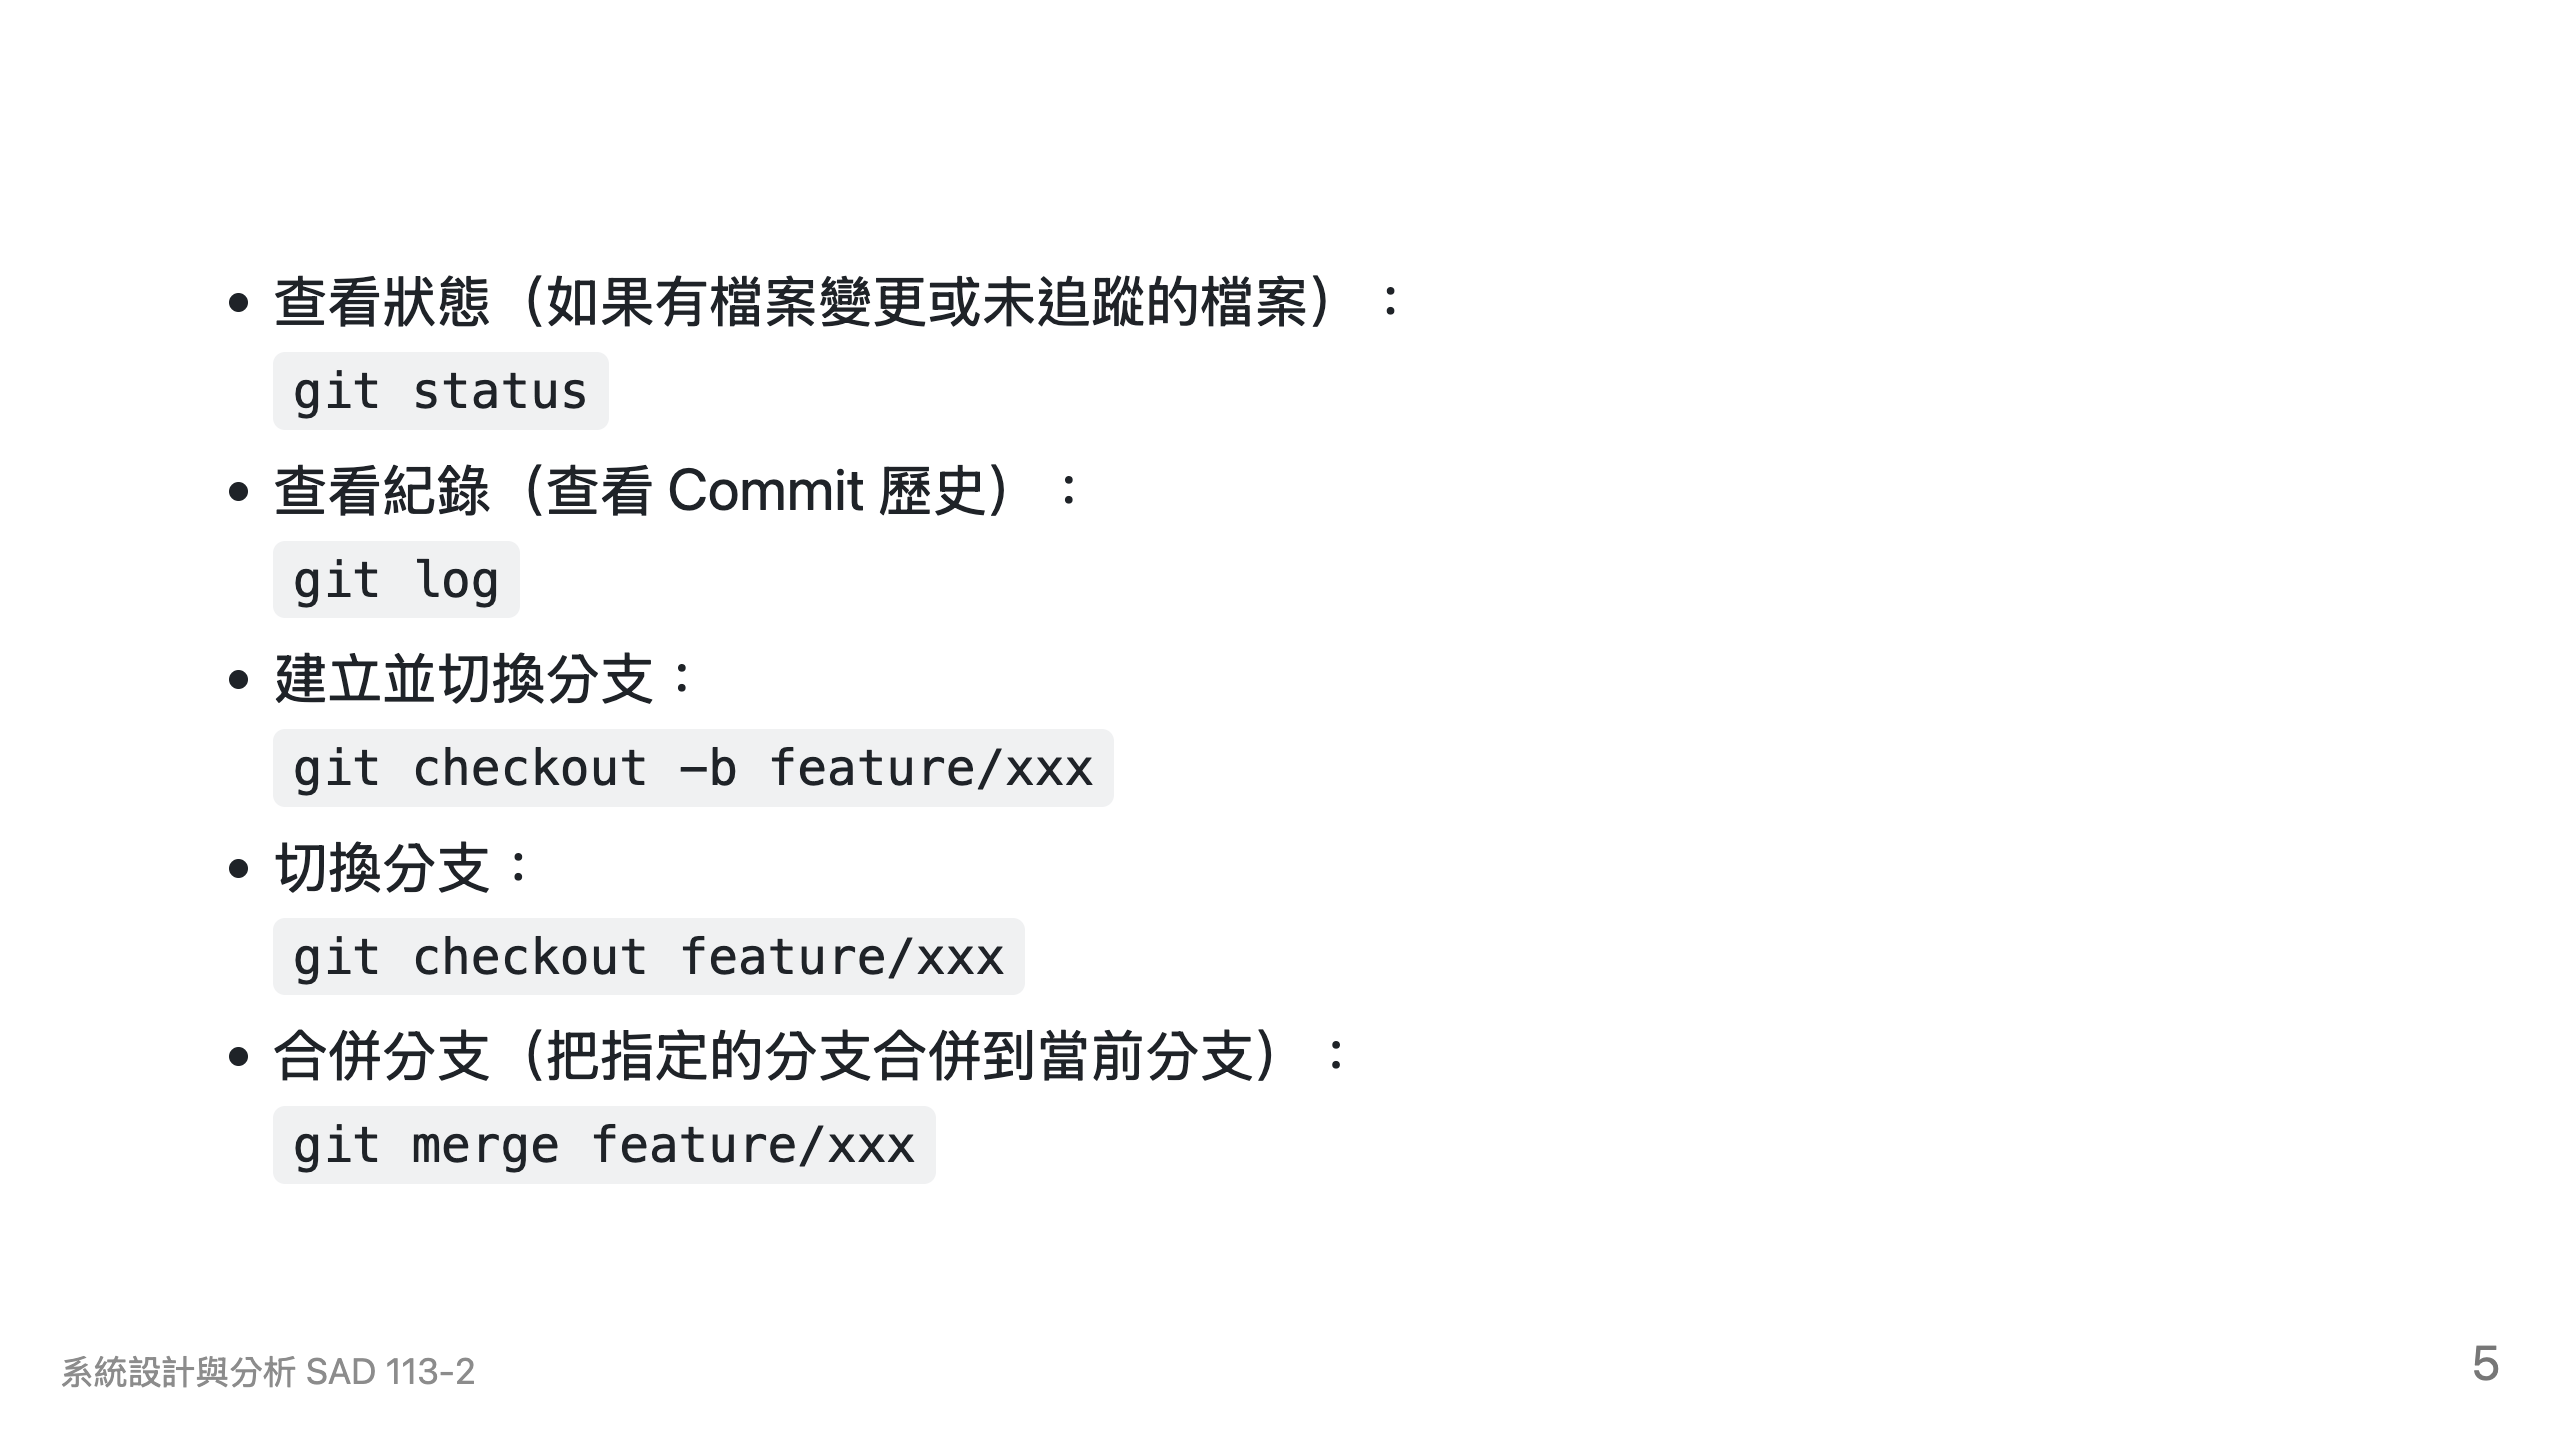 • 查看狀態（如果有檔案變更或未追蹤的檔案）：
git status
• 查看紀錄（查看 Commit 歷史）：
git log
• 建立並切換分支：
git checkout -b feature/xxx
• 切換分支：
git checkout feature/xxx
• 合併分支（把指定的分支合併到當前分支）：
git merge feature/xxx
系統設計與分析 SAD 113-2
5